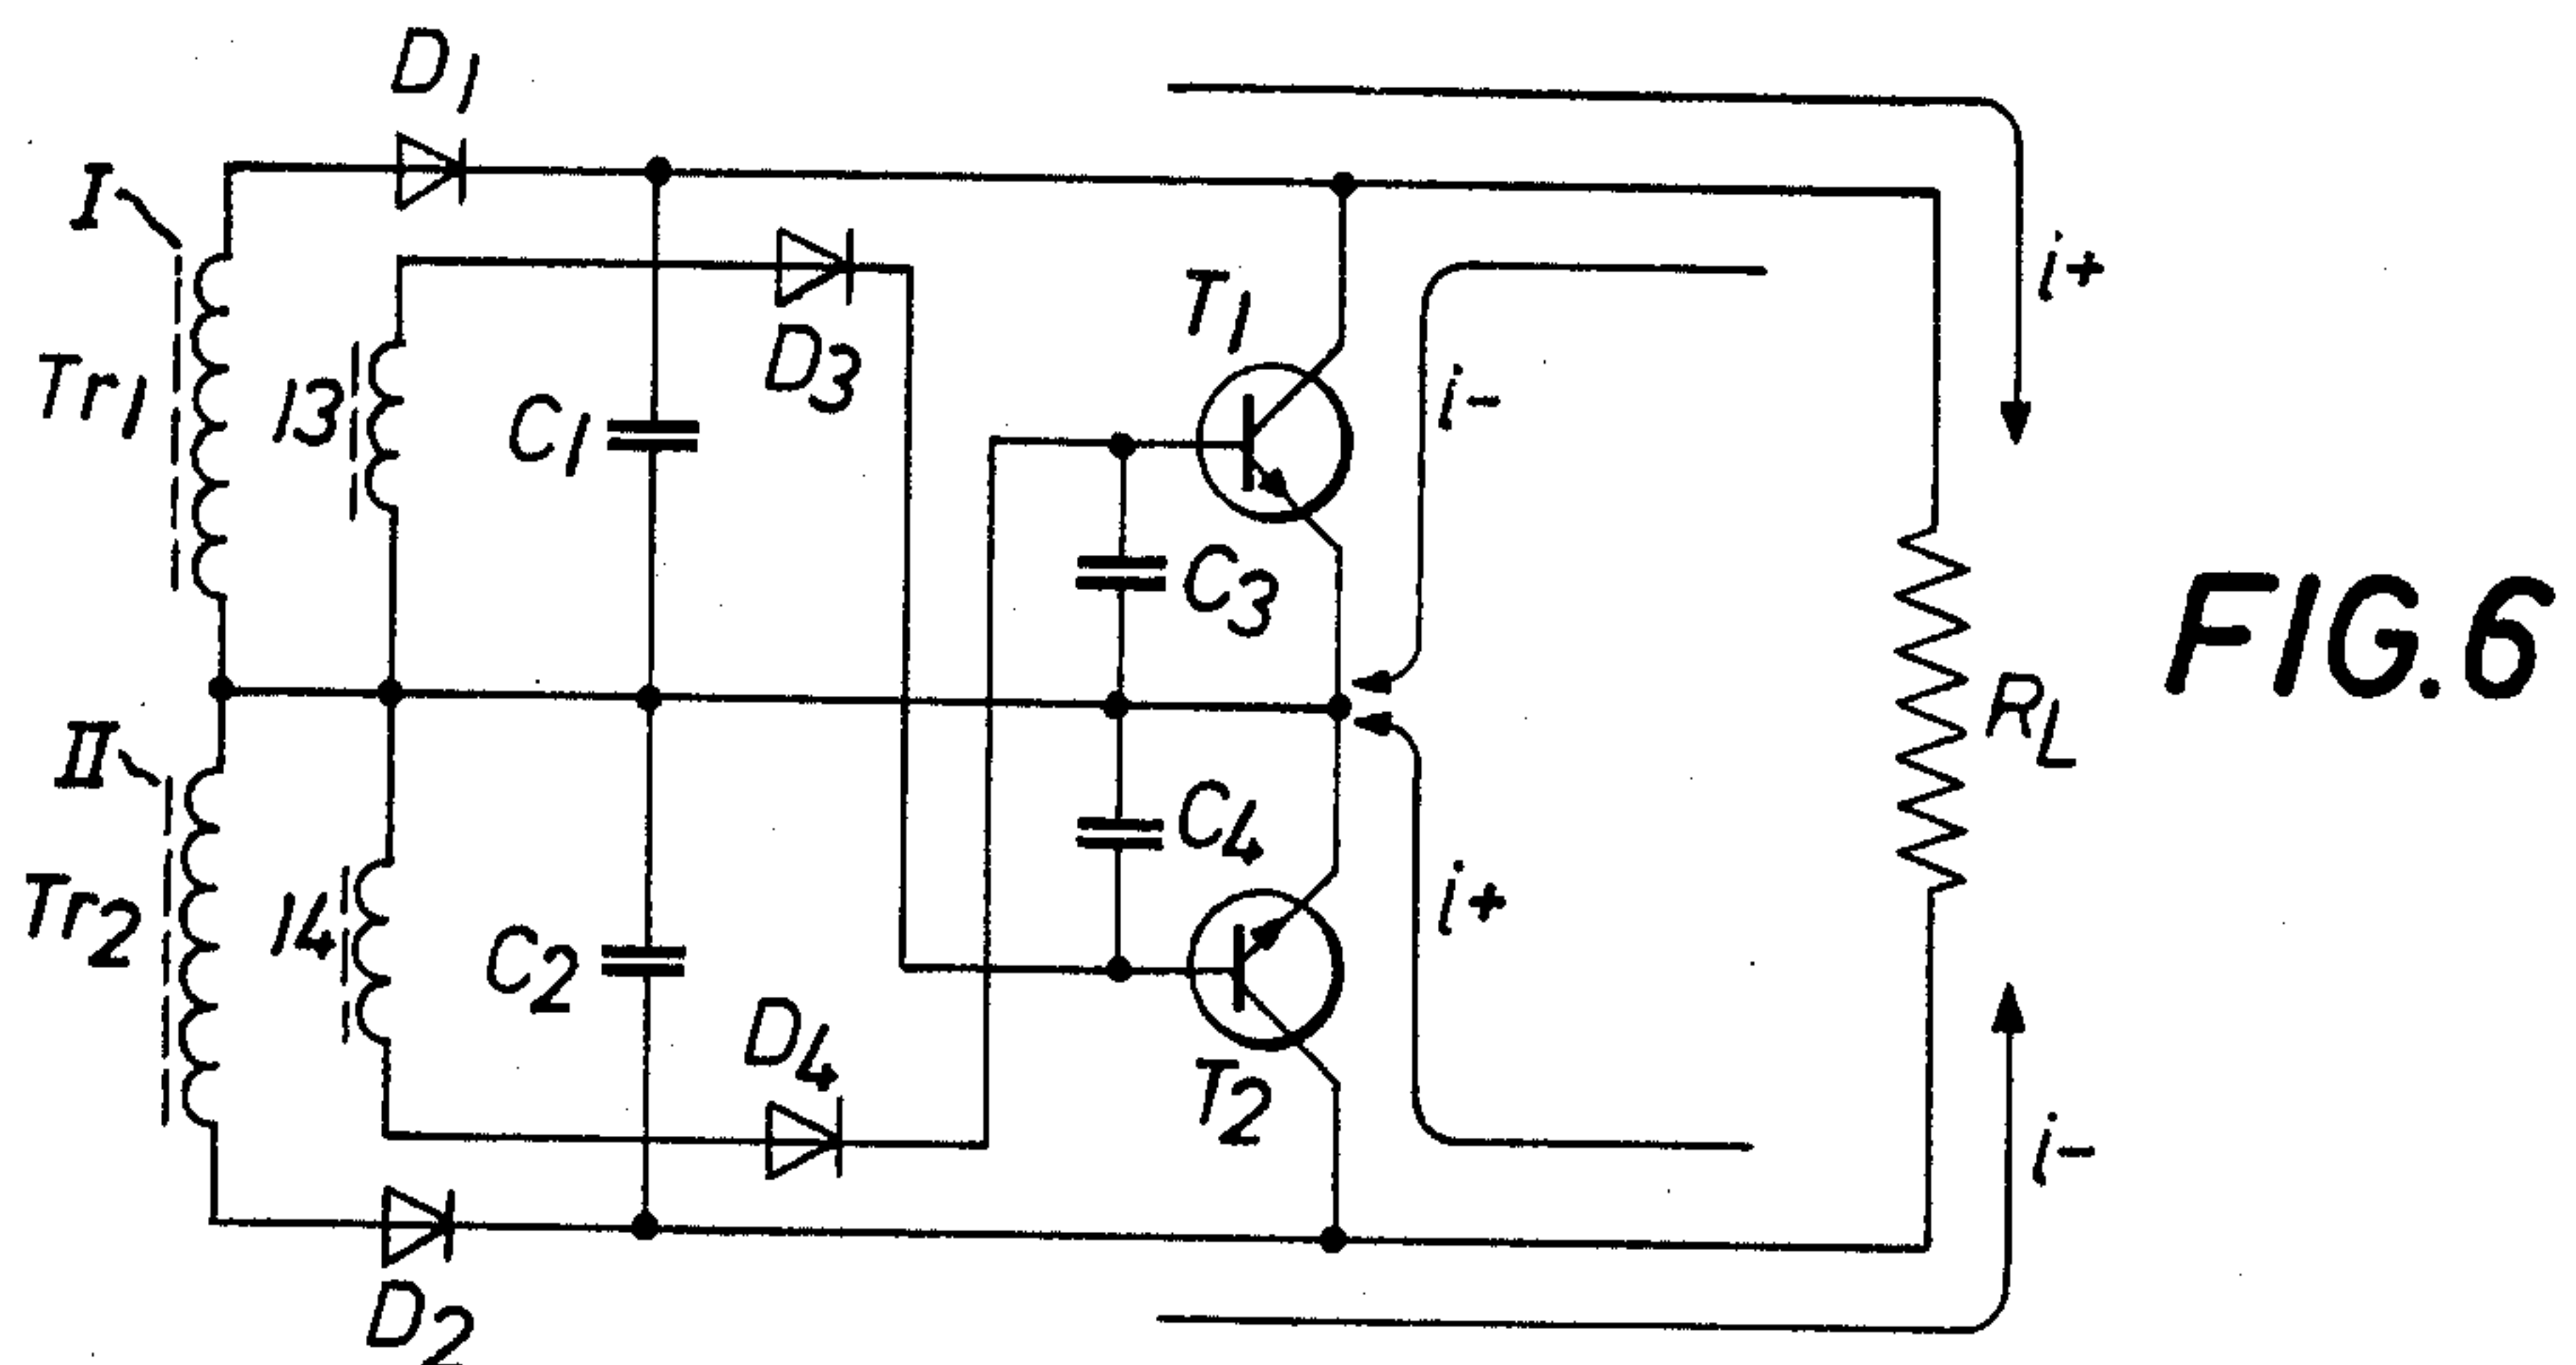 D1
I
i+
T1
D3
Tr1
13
C1
i-
C3
FIG.6
RL
II
C4
Tr2
14
C2
i+
D4
T2
i-
D2